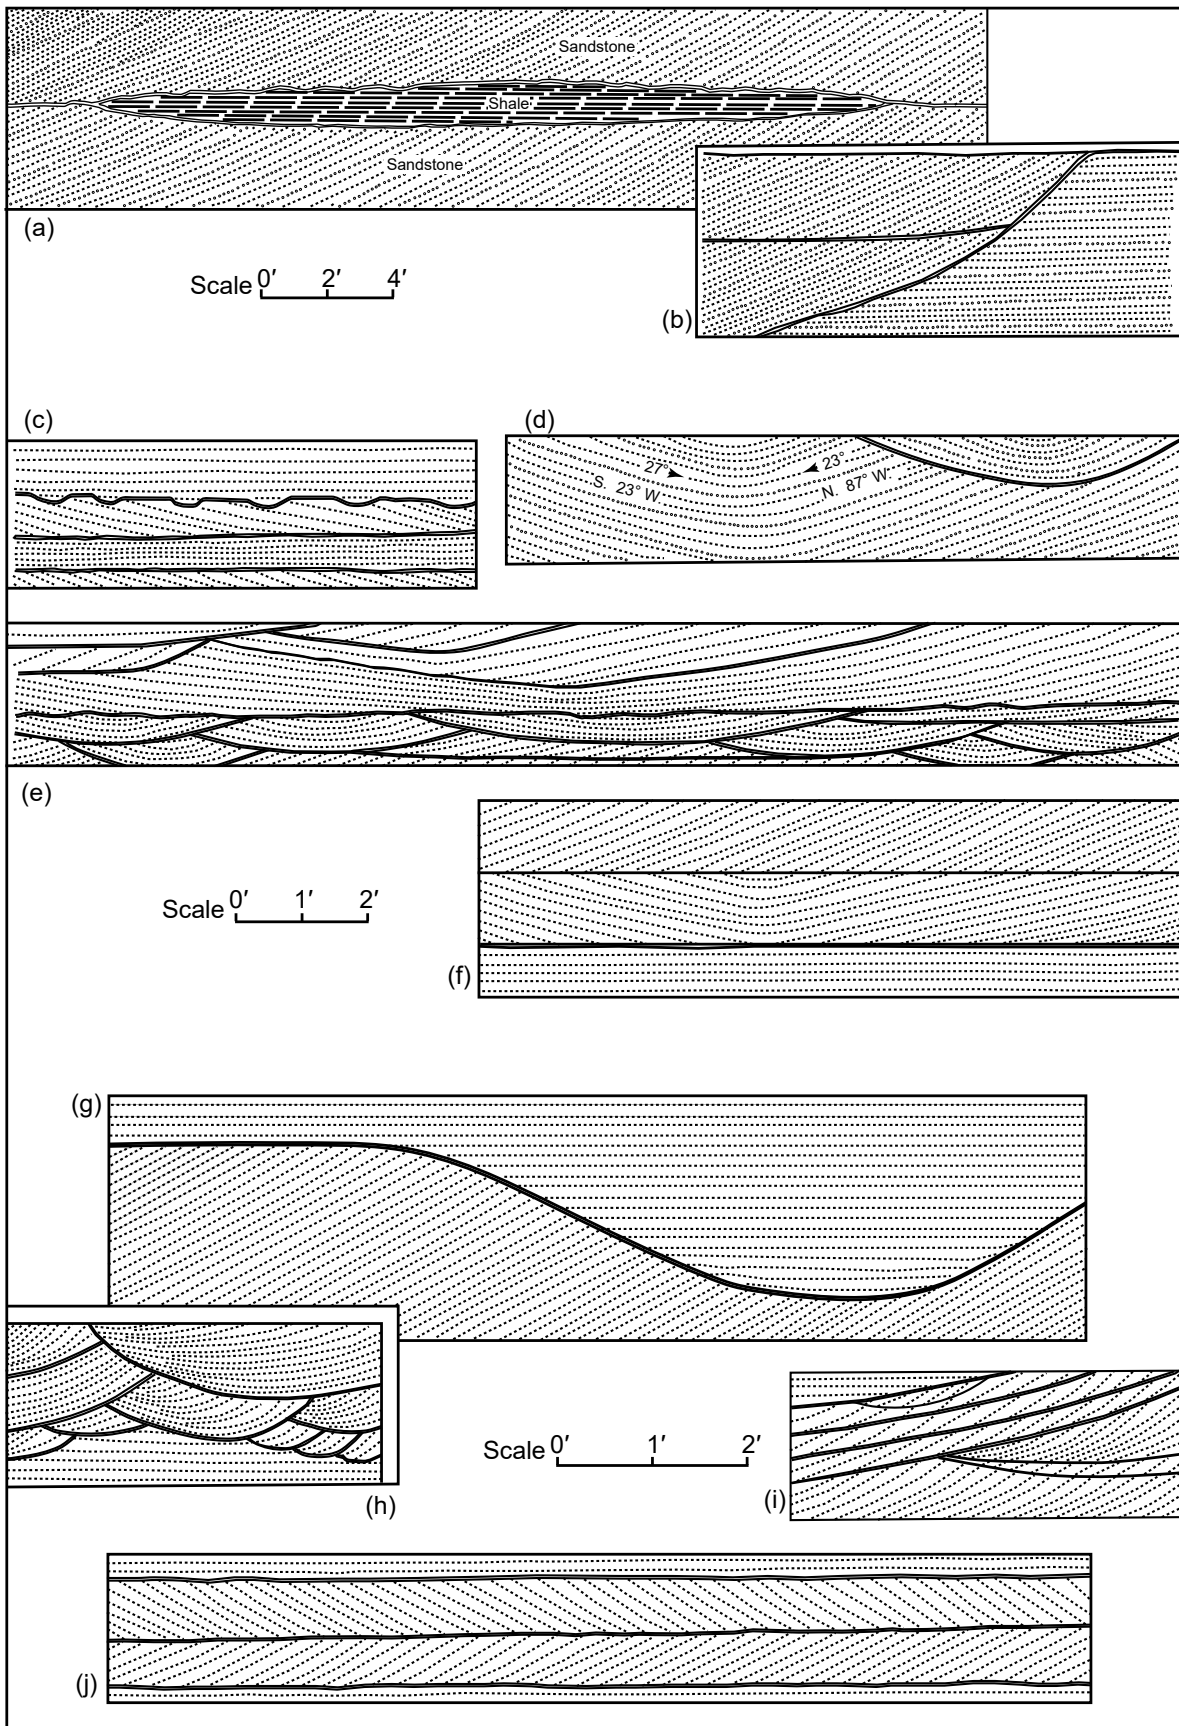 Sandstone
Shale
Sandstone
(a)
Scale 0′ 2′ 4′
(b)
(c)
(d)
27° 23°
S. 23° W. N. 87° W.
(e)
Scale 0′ 1′ 2′
(f)
(g)
Scale 0′ 1′ 2′
(h)
(i)
(j)